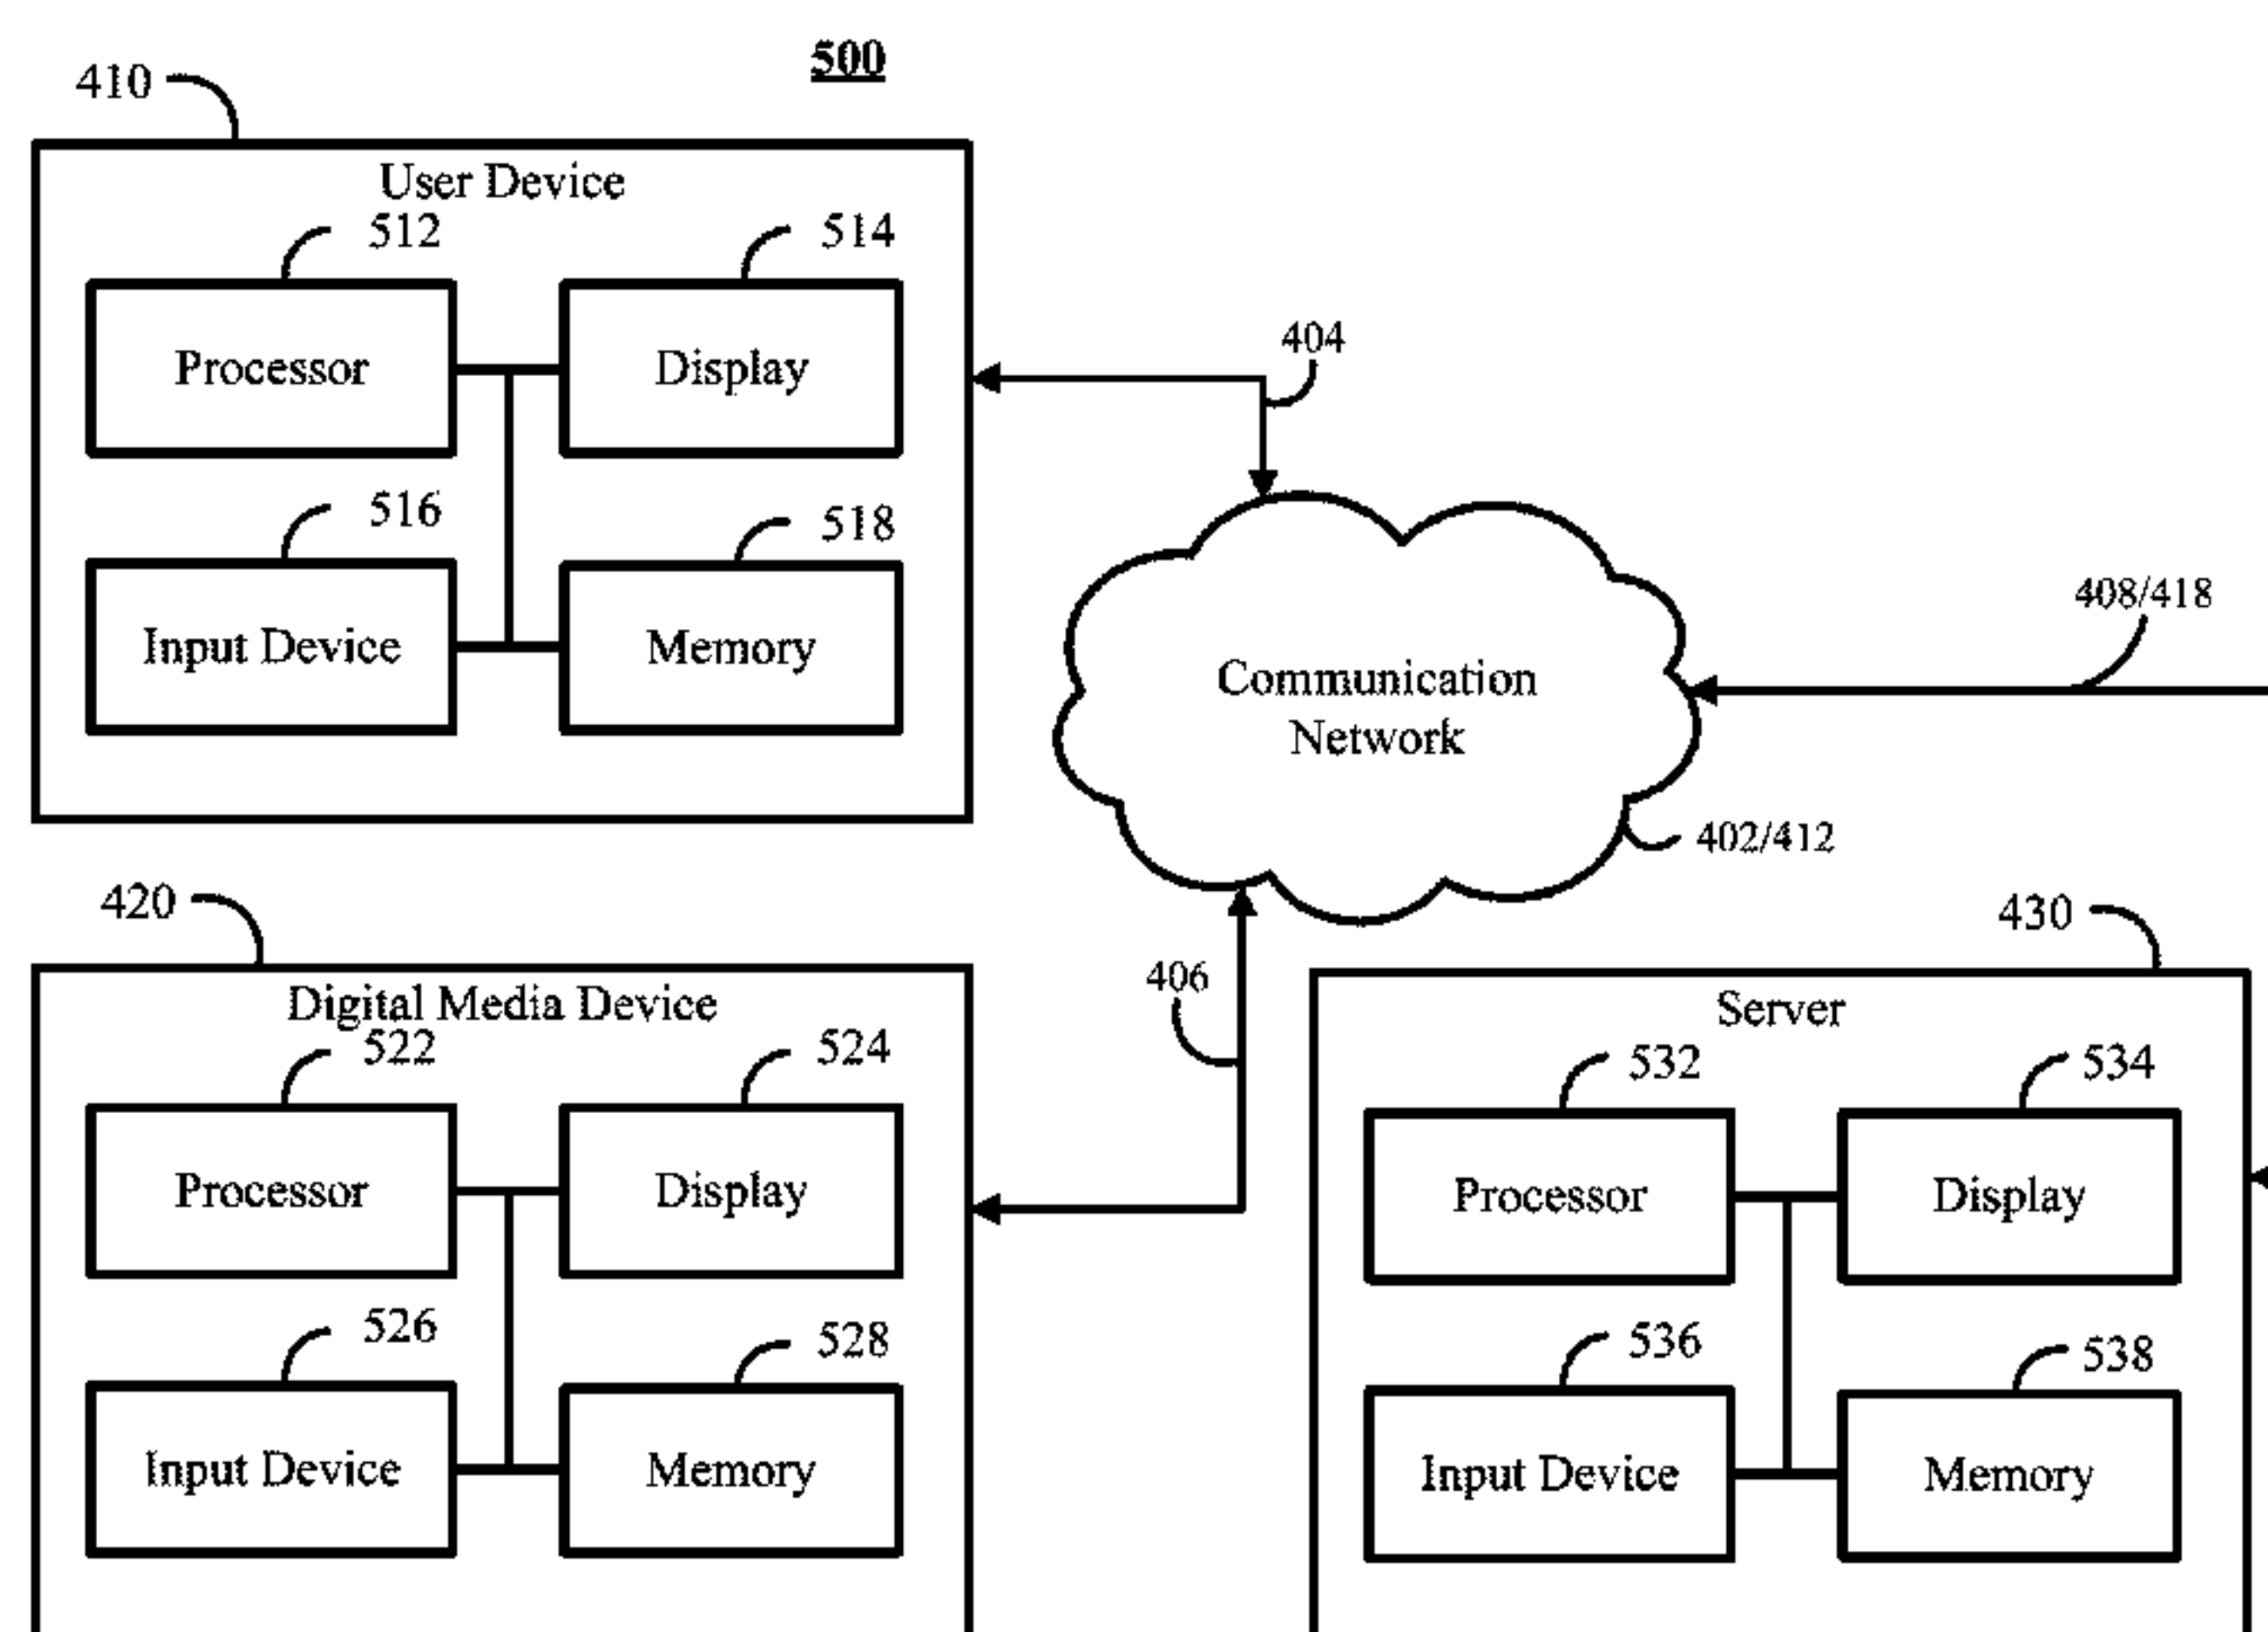 500
410
User Device
512
514
Processor
Display
516
518
Input Device
Memory
404
408/418
Communication
Network
402/412
420
Digital Media Device
522
524
Processor
Display
526
528
Input Device
Memory
406
430
Server
532
534
Processor
Display
536
538
Input Device
Memory